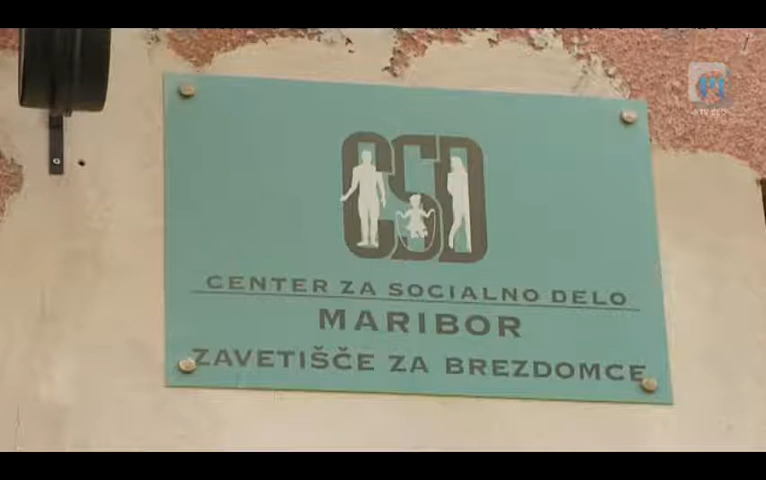 CSD
CENTER ZA SOCIALNO DELO
MARIBOR
ZAVETIŠČE ZA BREZDOMCE